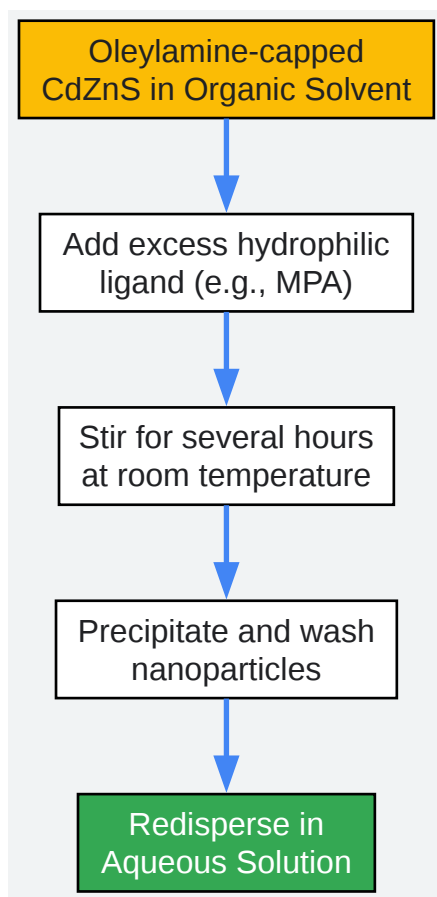 Oleylamine-capped
CdZnS in Organic Solvent
Add excess hydrophilic
ligand (e.g., MPA)
Stir for several hours
at room temperature
Precipitate and wash
nanoparticles
Redisperse in
Aqueous Solution